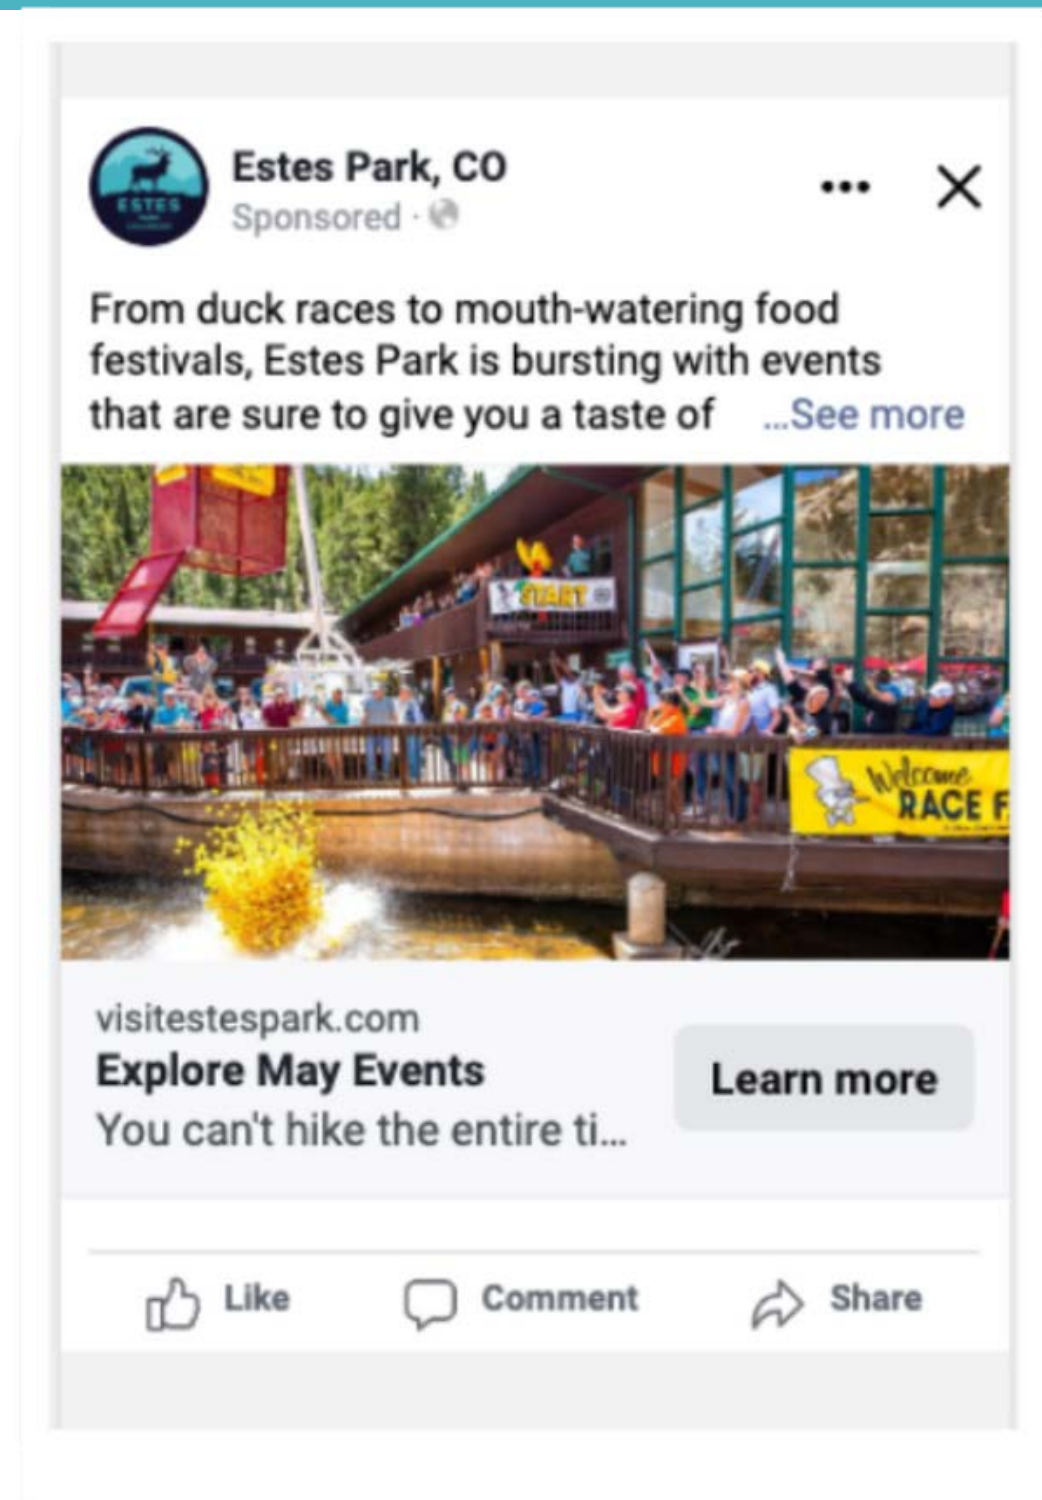 ESTES
Estes Park, CO
Sponsored ·
From duck races to mouth-watering food
festivals, Estes Park is bursting with events
that are sure to give you a taste of ...See more
START
Welcome
RACE F
visitestespark.com
Explore May Events
You can't hike the entire ti...
Learn more
Like
Comment
Share